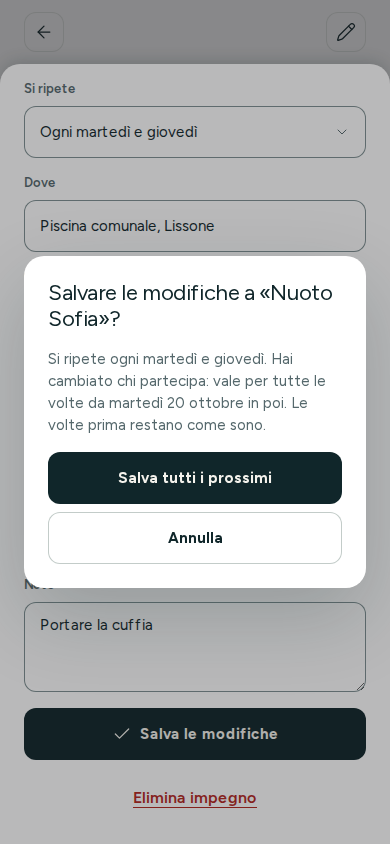 Si ripete
Ogni martedì e giovedì
Dove
Piscina comunale, Lissone
Salvare le modifiche a «Nuoto
Sofia»?
Si ripete ogni martedì e giovedì. Hai
cambiato chi partecipa: vale per tutte le
volte da martedì 20 ottobre in poi. Le
volte prima restano come sono.
Salva tutti i prossimi
Annulla
Portare la cuffia
Salva le modifiche
Elimina impegno